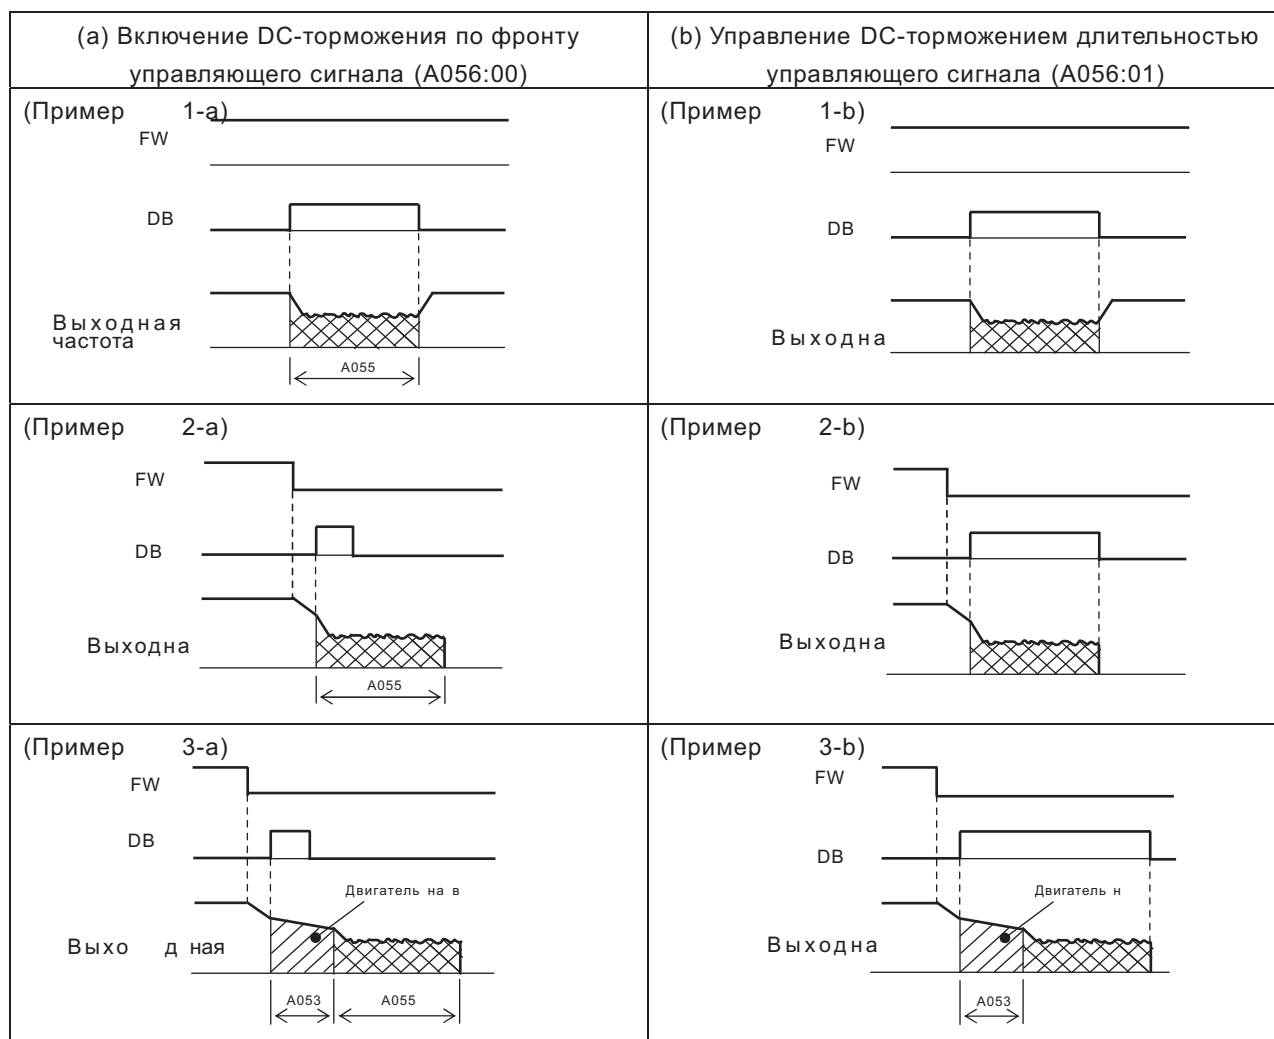 (a) Включение DC-торможения по фронту
управляющего сигнала (A056:00)
(b) Управление DC-торможением длительностью
управляющего сигнала (A056:01)
(Пример 1-a)
FW
DB
Выходная
частота
A055
(Пример 1-b)
FW
DB
Выходна
(Пример 2-a)
FW
DB
Выходна
A055
(Пример 2-b)
FW
DB
Выходна
(Пример 3-a)
FW
DB
Двигатель на в
Выхо д ная
A053 A055
(Пример 3-b)
FW
DB
Двигатель н
Выходна
A053